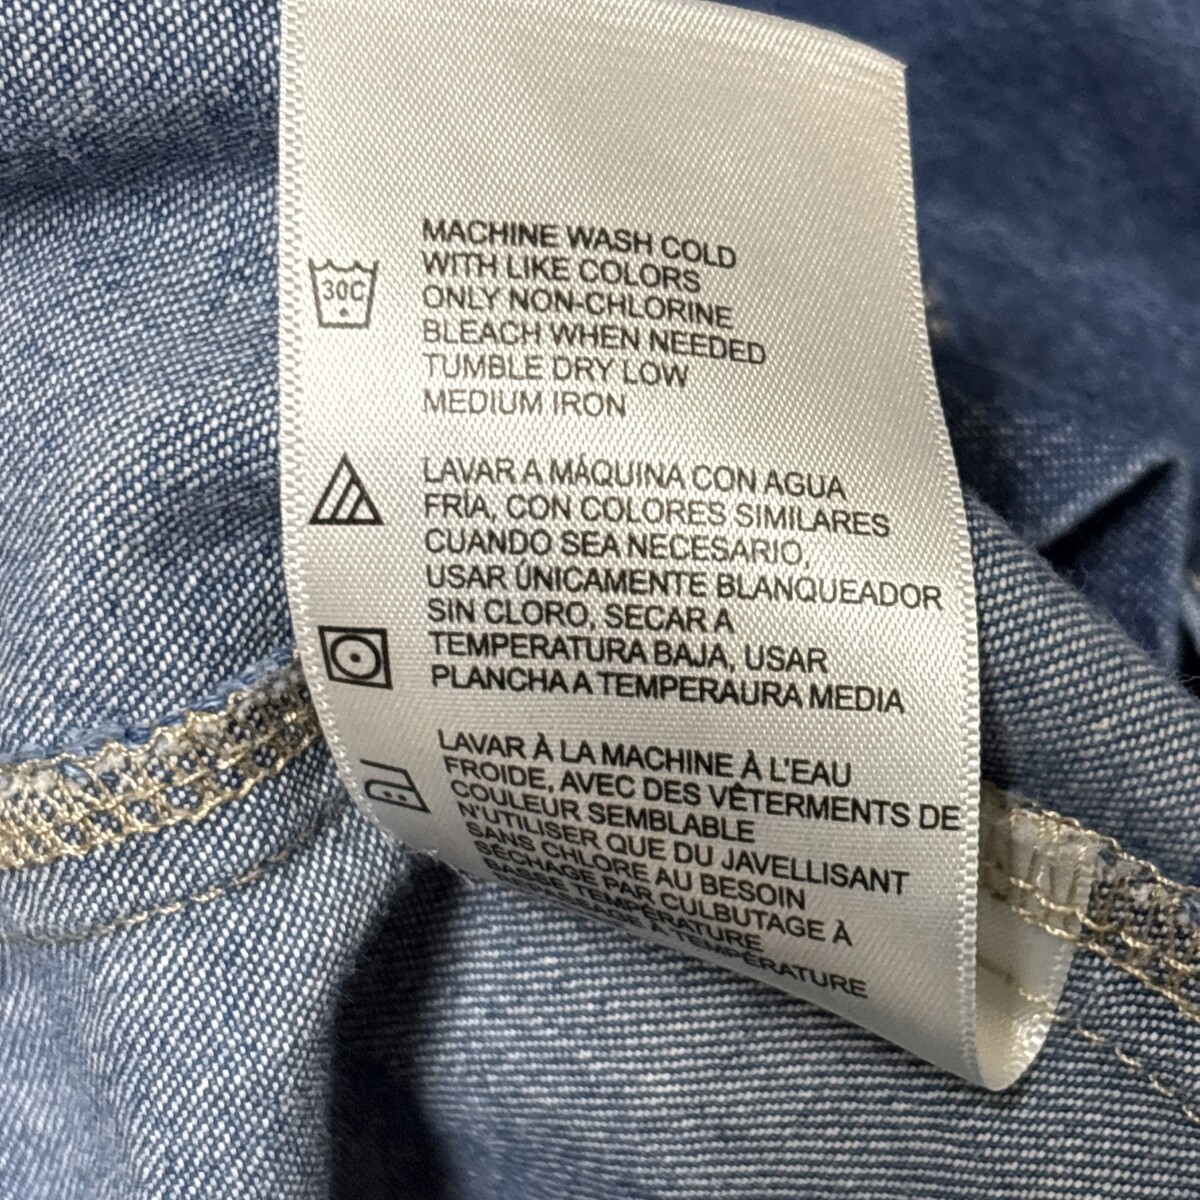 30C
MACHINE WASH COLD
WITH LIKE COLORS
ONLY NON-CHLORINE
BLEACH WHEN NEEDED
TUMBLE DRY LOW
MEDIUM IRON
LAVAR A MÁQUINA CON AGUA
FRÍA, CON COLORES SIMILARES
CUANDO SEA NECESARIO,
USAR ÚNICAMENTE BLANQUEADOR
SIN CLORO, SECAR A
TEMPERATURA BAJA, USAR
PLANCHA A TEMPERAURA MEDIA
LAVAR À LA MACHINE À L'EAU
FROIDE, AVEC DES VÊTERMENTS DE
COULEUR SEMBLABLE
N'UTILISER QUE DU JAVELLISANT
SANS CHLORE AU BESOIN
SÉCHAGE PAR CULBUTAGE À
BASSE TEMPÉRATURE
À TEMPÉRATURE